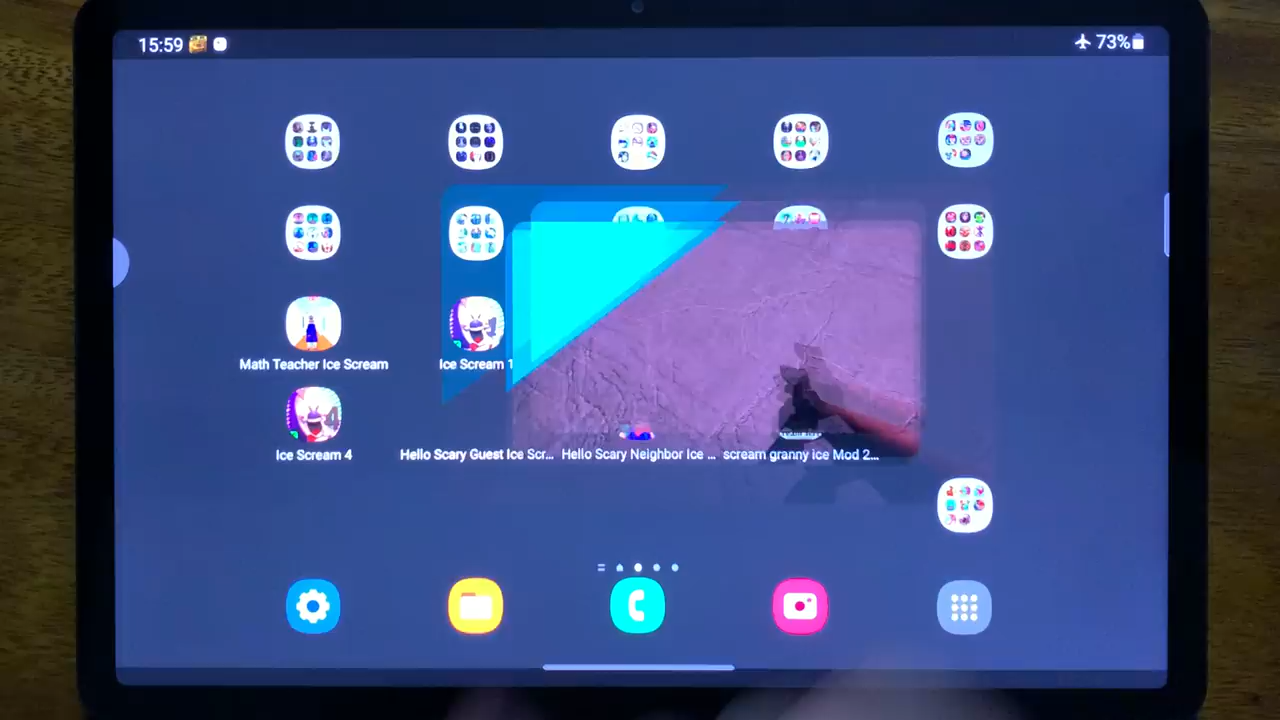 15:59
73%
Math Teacher Ice Scream
Ice Scream 1
Ice Scream 4
Hello Scary Guest Ice Scr...
Hello Scary Neighbor Ice ...
scream granny ice Mod 2...